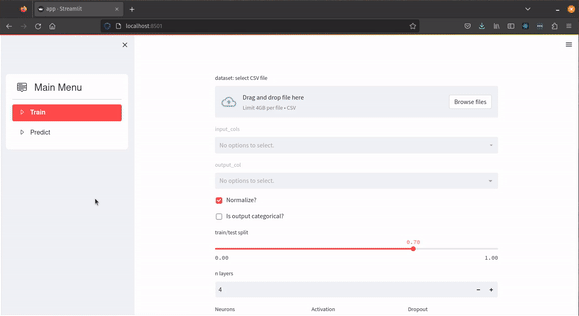 app · Streamlit
localhost:8501
Main Menu
Train
Predict
dataset: select CSV file
Drag and drop file here
Limit 4GB per file • CSV
Browse files
input_cols
No options to select.
output_col
No options to select.
Normalize?
Is output categorical?
train/test split
0.70
0.00 1.00
n layers
4
Neurons Activation Dropout